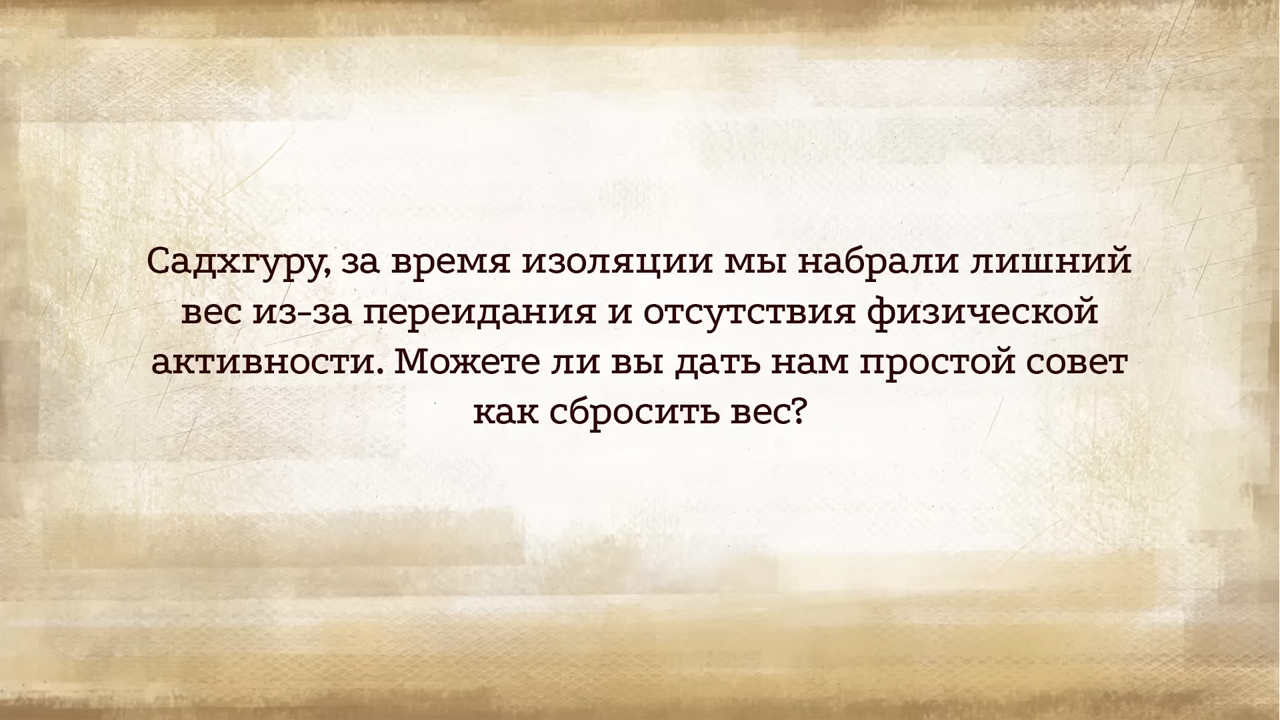 Садхгуру, за время изоляции мы набрали лишний
вес из-за переидания и отсутствия физической
активности. Можете ли вы дать нам простой совет
как сбросить вес?